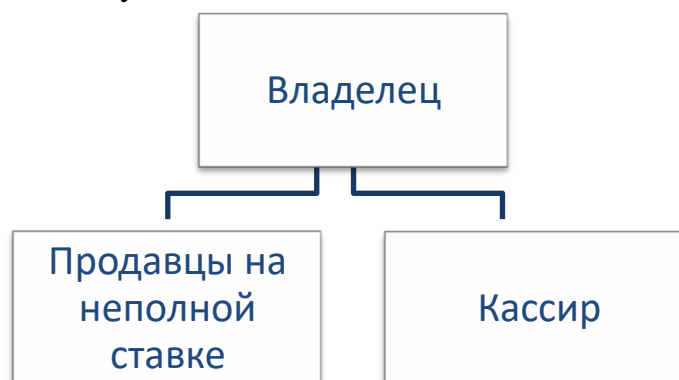 Владелец
Продавцы на
неполной
ставке
Кассир